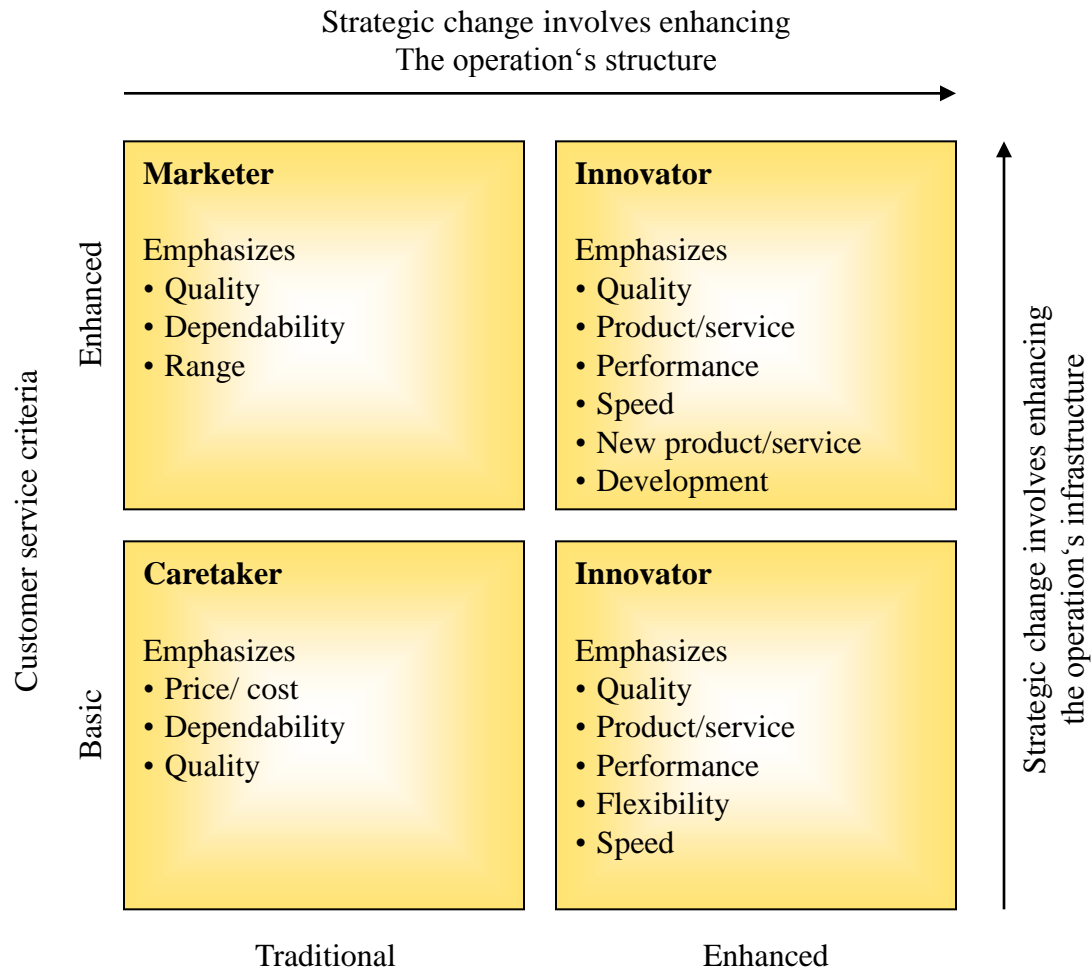 Strategic change involves enhancing
The operation‘s structure
Marketer
Emphasizes
• Quality
• Dependability
• Range
Innovator
Emphasizes
• Quality
• Product/service
• Performance
• Speed
• New product/service
• Development
Caretaker
Emphasizes
• Price/ cost
• Dependability
• Quality
Innovator
Emphasizes
• Quality
• Product/service
• Performance
• Flexibility
• Speed
Customer service criteria
Enhanced
Basic
Strategic change involves enhancing
the operation‘s infrastructure
Traditional
Enhanced